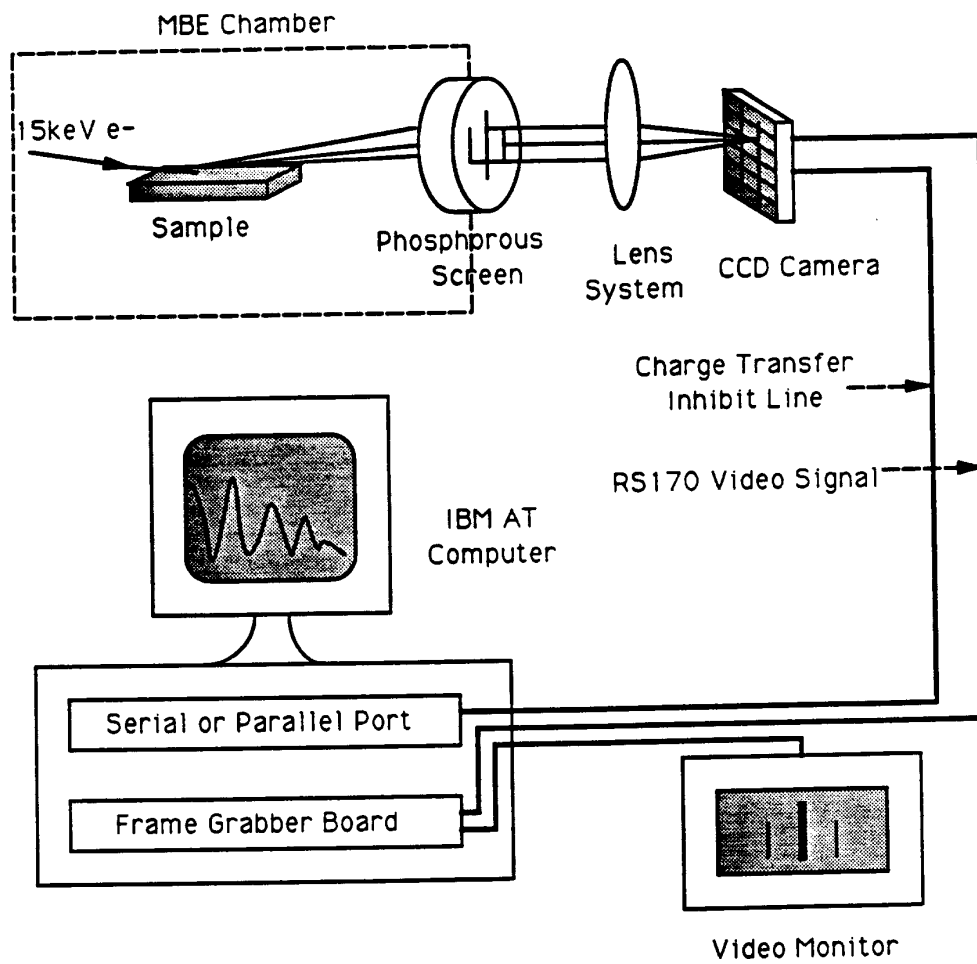 MBE Chamber
15keV e-
Sample
Phosphorous
Screen
Lens
System
CCD Camera
Charge Transfer
Inhibit Line
RS170 Video Signal
IBM AT
Computer
Serial or Parallel Port
Frame Grabber Board
Video Monitor